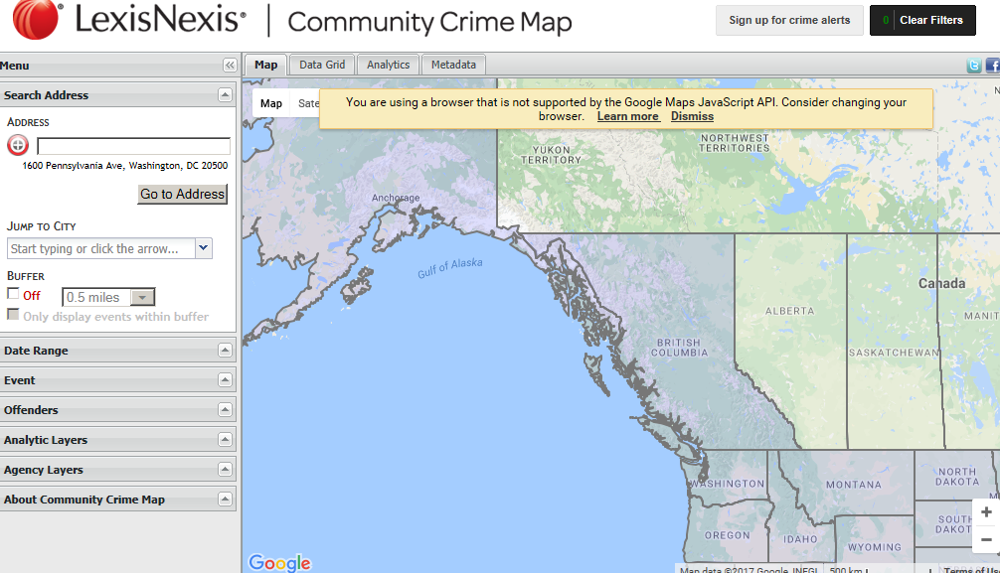 LexisNexis® | Community Crime Map
Sign up for crime alerts
0 Clear Filters
Menu
Map
Data Grid
Analytics
Metadata
Search Address
ADDRESS
1600 Pennsylvania Ave, Washington, DC 20500
Go to Address
JUMP TO CITY
Start typing or click the arrow...
BUFFER
Off
0.5 miles
Only display events within buffer
Date Range
Event
Offenders
Analytic Layers
Agency Layers
About Community Crime Map
Map
Sate
You are using a browser that is not supported by the Google Maps JavaScript API. Consider changing your
browser. Learn more Dismiss
YUKON
TERRITORY
NORTHWEST
TERRITORIES
Anchorage
Gulf of Alaska
Canada
ALBERTA
MANIT
BRITISH
COLUMBIA
SASKATCHEWAN
WASHINGTON
MONTANA
NORTH
DAKOTA
OREGON
IDAHO
SOUTH
DAKOT
WYOMING
Google
Map data ©2017 Google, INEGI
500 km
Terms of Us